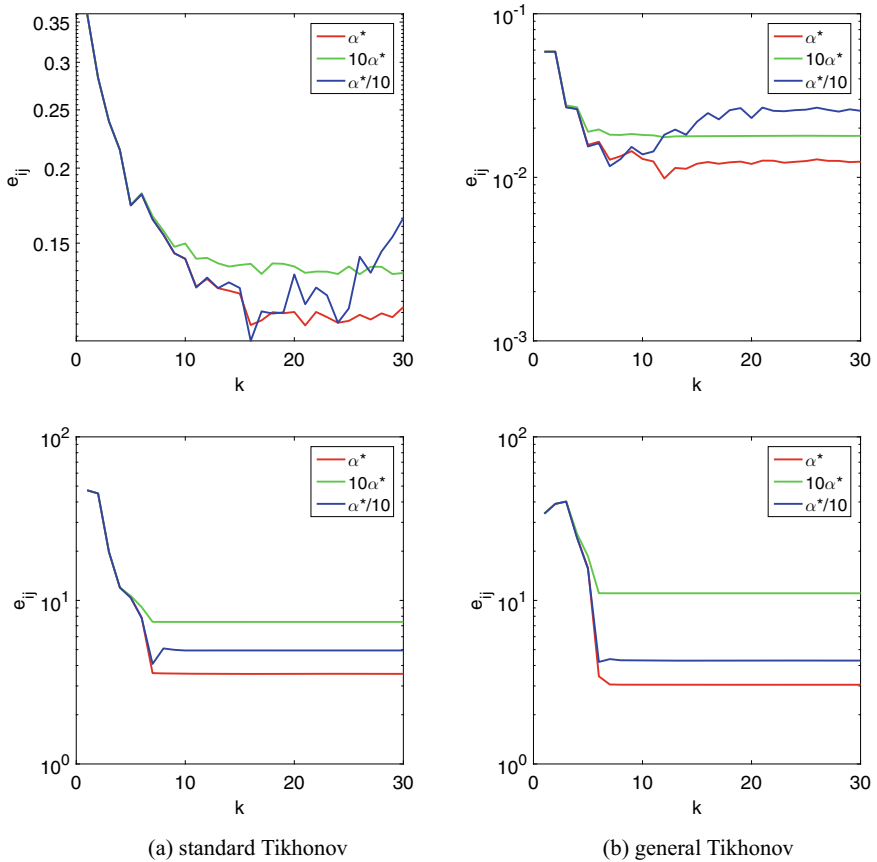 0.35
0.3
0.25
0.2
0.15
e_ij
α*
10α*
α*/10
0 10 20 30
k
10^-1
10^-2
10^-3
e_ij
α*
10α*
α*/10
0 10 20 30
k
10^2
10^1
10^0
e_ij
α*
10α*
α*/10
0 10 20 30
k
10^2
10^1
10^0
e_ij
α*
10α*
α*/10
0 10 20 30
k
(a) standard Tikhonov
(b) general Tikhonov